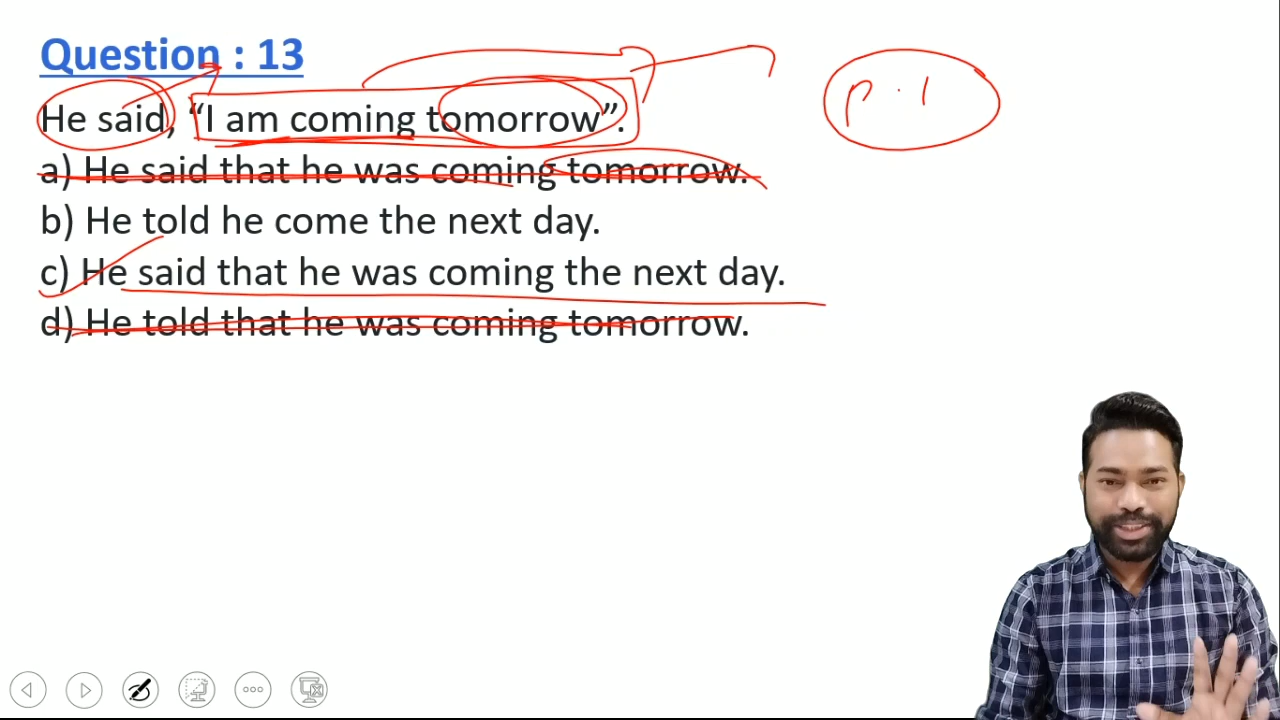 Question : 13
He said, “I am coming tomorrow”.
a) He said that he was coming tomorrow.
b) He told he come the next day.
c) He said that he was coming the next day.
d) He told that he was coming tomorrow.